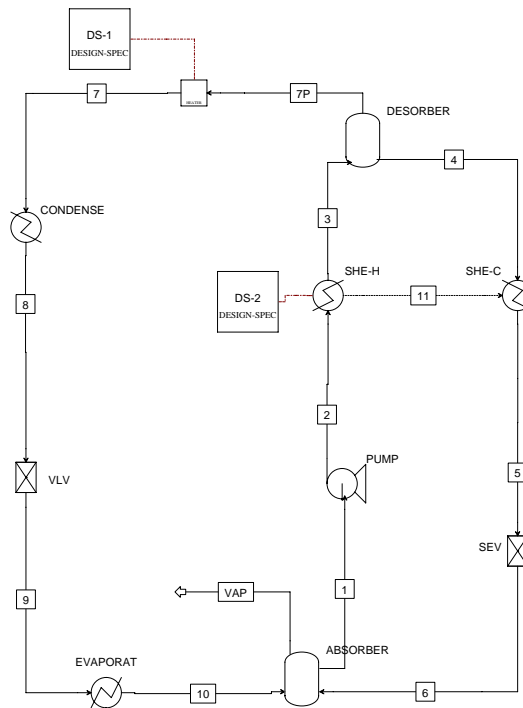 DS-1
DESIGN-SPEC
7
HEATER
7P
DESORBER
4
CONDENSE
3
SHE-H
SHE-C
DS-2
DESIGN-SPEC
11
8
2
PUMP
5
VLV
SEV
1
9
VAP
ABSORBER
EVAPORAT
10
6